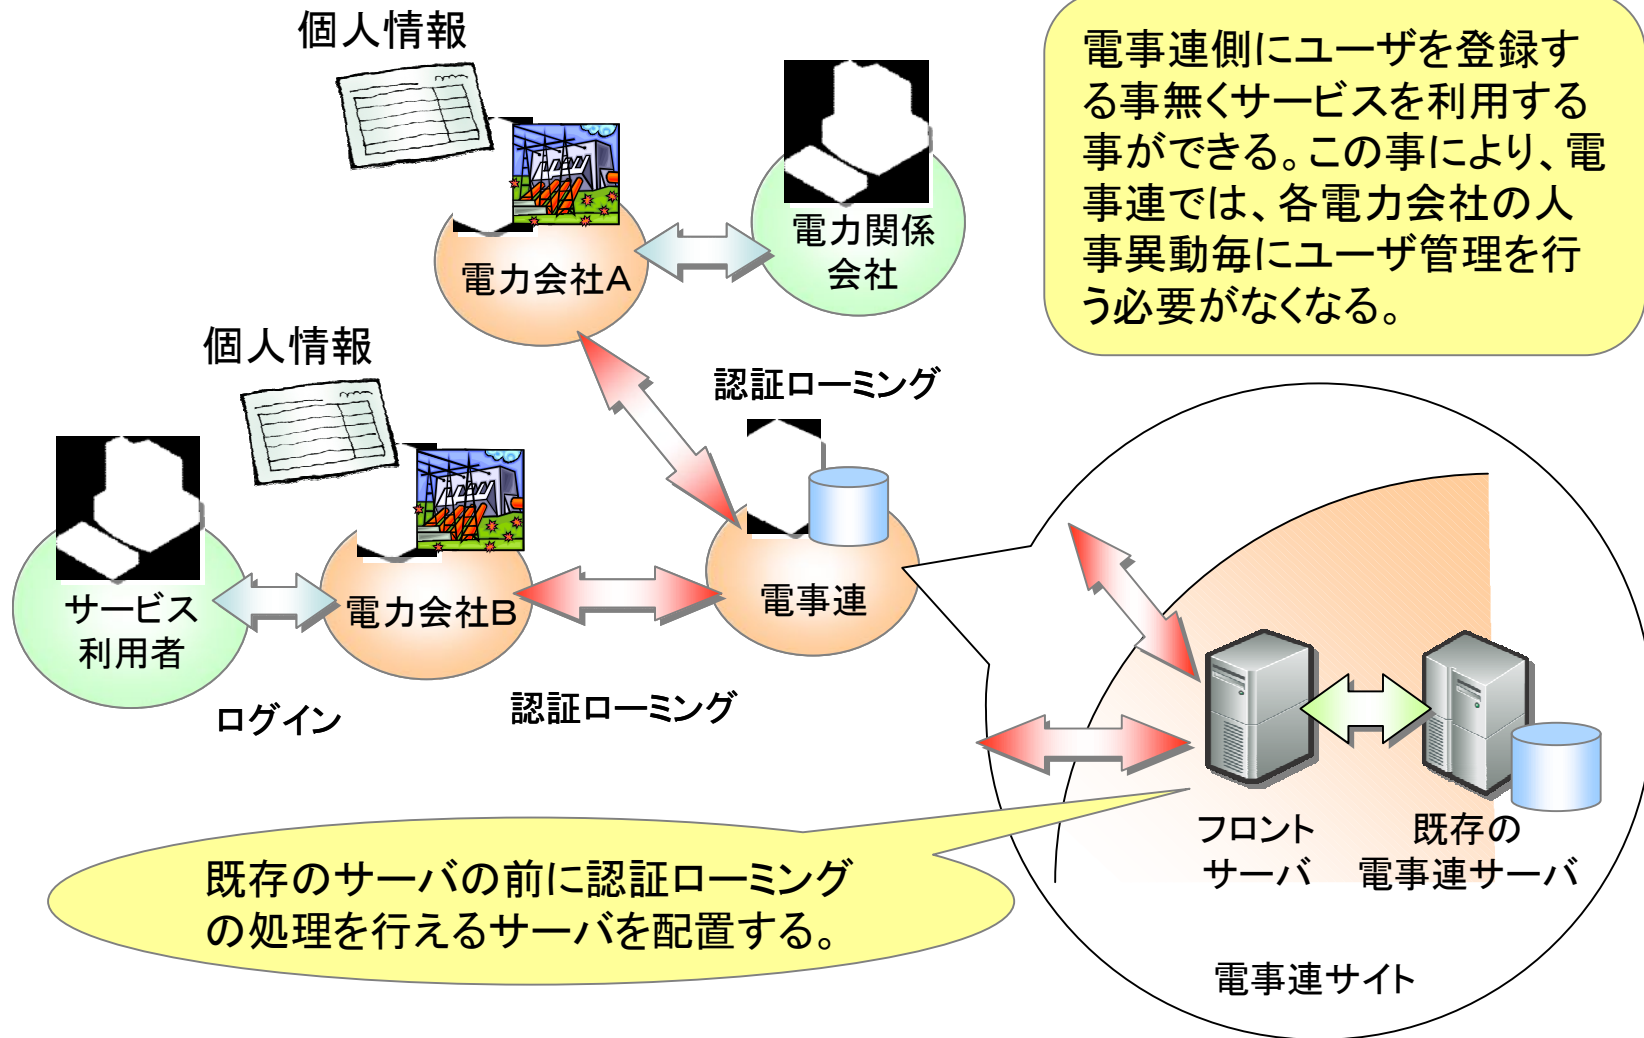 個人情報
電事連側にユーザを登録す
る事無くサービスを利用する
事ができる。この事により、電
事連では、各電力会社の人
事異動毎にユーザ管理を行
う必要がなくなる。
電力会社A
電力関係
会社
個人情報
認証ローミング
サービス
利用者
電力会社B
電事連
ログイン
認証ローミング
フロント
サーバ
既存の
電事連サーバ
既存のサーバの前に認証ローミング
の処理を行えるサーバを配置する。
電事連サイト